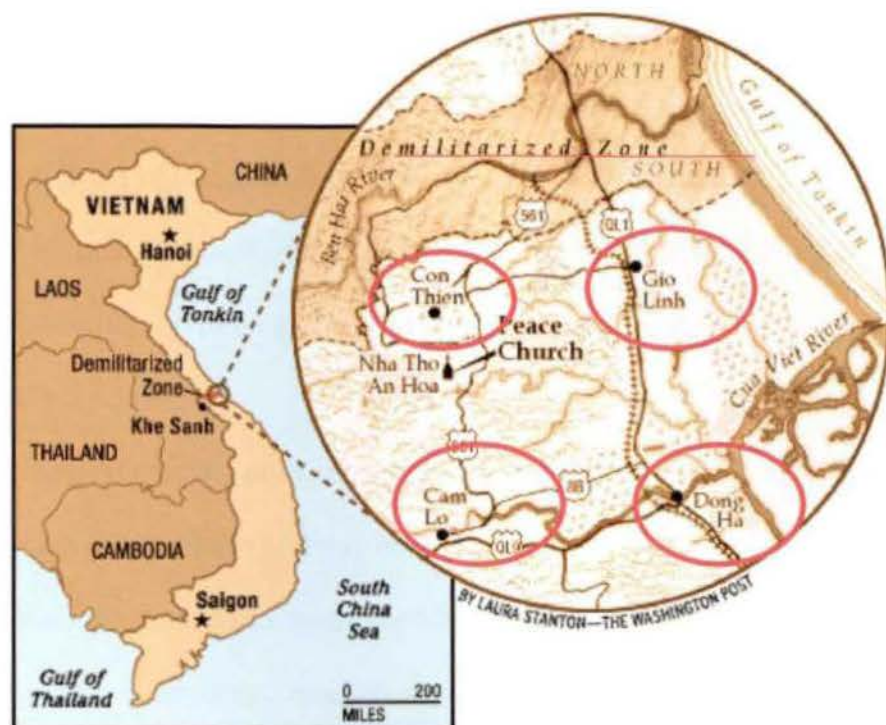 CHINA
VIETNAM
Hanoi
LAOS
Gulf of
Tonkin
Demilitarized
Zone
Khe Sanh
THAILAND
CAMBODIA
Saigon
South
China
Sea
Gulf of
Thailand
0 200
MILES
NORTH
Demilitarized Zone
SOUTH
Gulf of Tonkin
Ben Hai River
561
QL1
Con
Thien
Gio
Linh
Peace
Church
Nha Tho
An Hoa
Cua Viet River
561
Cam
Lo
8B
Dong
Ha
BY LAURA STANTON—THE WASHINGTON POST